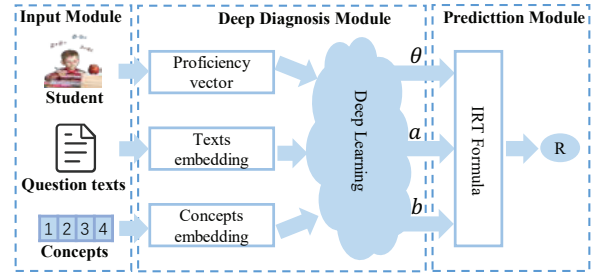 Input Module
Deep Diagnosis Module
Predicttion Module
Student
Proficiency
vector
Question texts
Texts
embedding
1 2 3 4
Concepts
Concepts
embedding
Deep Learning
θ
a
b
IRT Formula
R